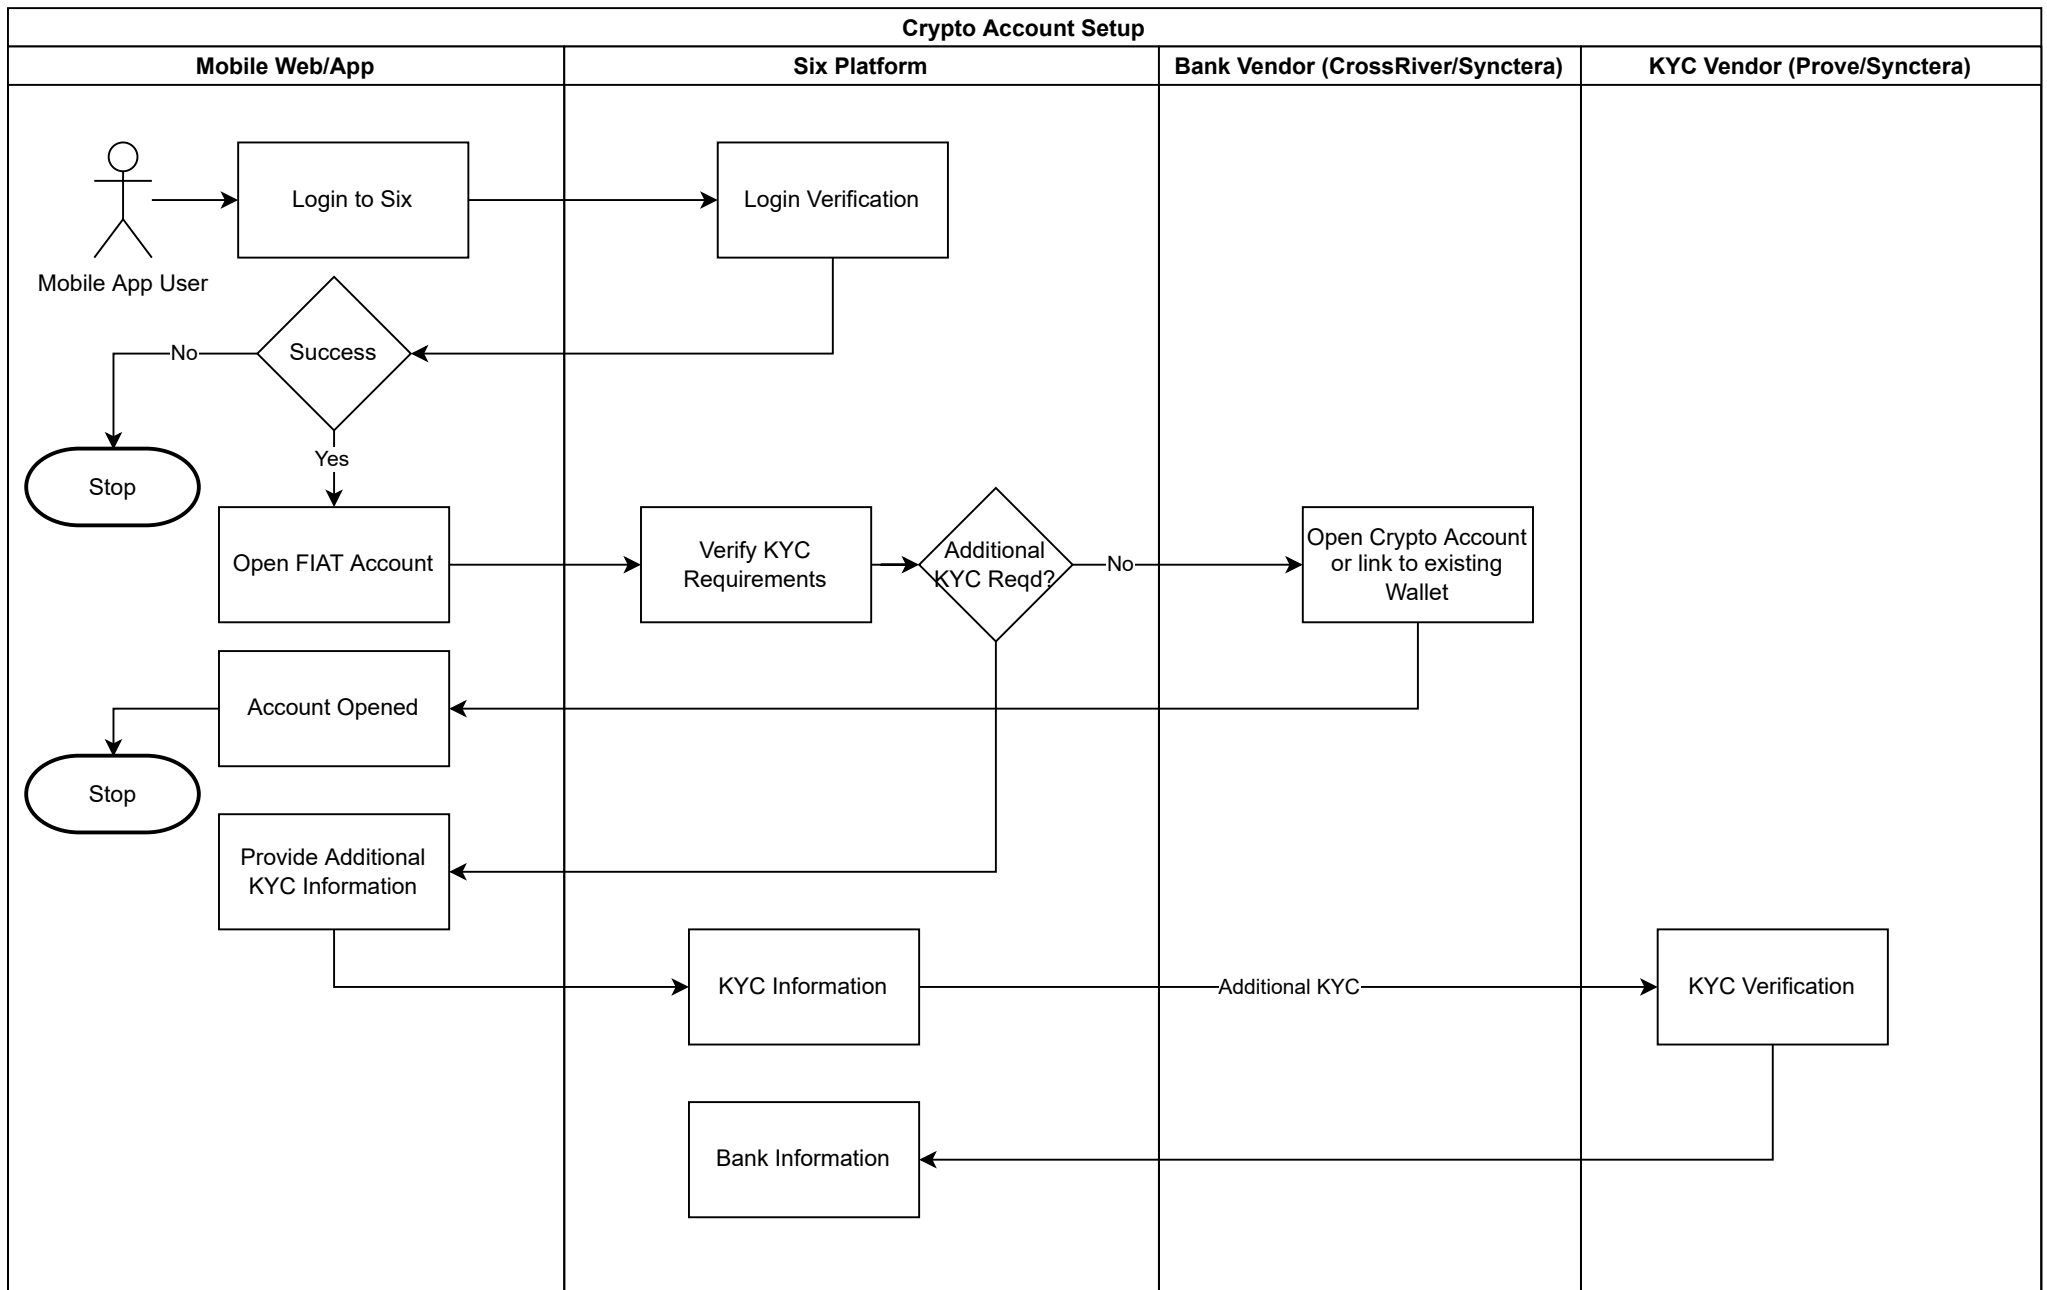 Crypto Account Setup
Mobile Web/App
Six Platform
Bank Vendor (CrossRiver/Synctera)
KYC Vendor (Prove/Synctera)
Login to Six
Login Verification
Mobile App User
Success
No
Yes
Stop
Open FIAT Account
Verify KYC
Requirements
Additional
KYC Reqd?
No
Open Crypto Account
or link to existing
Wallet
Account Opened
Stop
Provide Additional
KYC Information
KYC Information
Additional KYC
KYC Verification
Bank Information